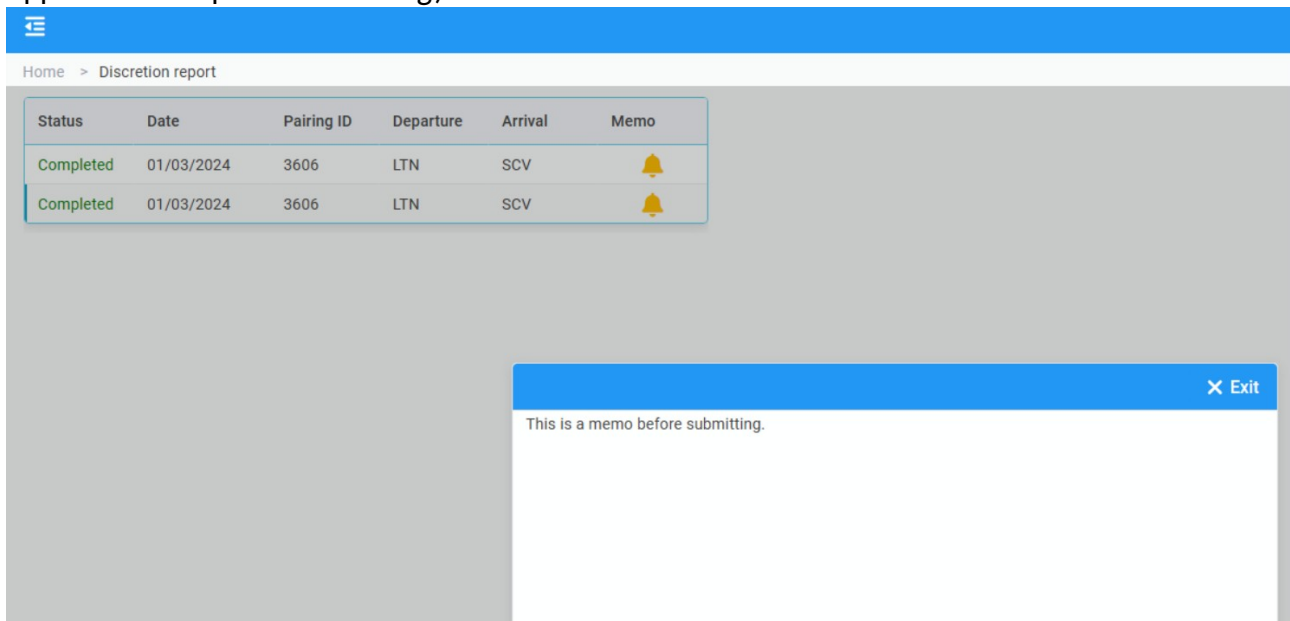 Home > Discretion report
Status Date Pairing ID Departure Arrival Memo
Completed 01/03/2024 3606 LTN SCV
Completed 01/03/2024 3606 LTN SCV
X Exit
This is a memo before submitting.